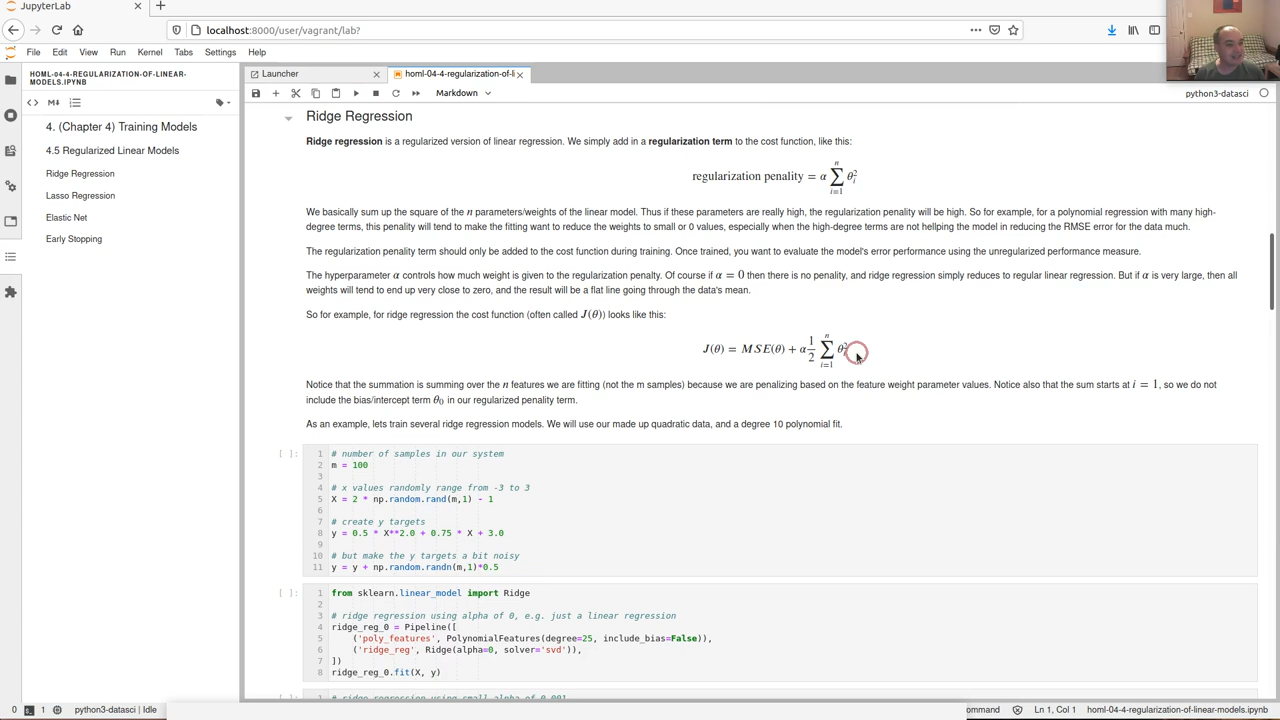 JupyterLab
localhost:8000/user/vagrant/lab?
File Edit View Run Kernel Tabs Settings Help
HOML-04-4-REGULARIZATION-OF-LINEAR-
MODELS.IPYNB
4. (Chapter 4) Training Models
4.5 Regularized Linear Models
Ridge Regression
Lasso Regression
Elastic Net
Early Stopping
Launcher
homl-04-4-regularization-of-li
Markdown
python3-datasci
Ridge Regression
Ridge regression is a regularized version of linear regression. We simply add in a regularization term to the cost function, like this:
regularization penality = α ∑_{i=1}^{n} θ_i^2
We basically sum up the square of the n parameters/weights of the linear model. Thus if these parameters are really high, the regularization penality will be high. So for example, for a polynomial regression with many high-
degree terms, this penality will tend to make the fitting want to reduce the weights to small or 0 values, especially when the high-degree terms are not hellping the model in reducing the RMSE error for the data much.
The regularization penality term should only be added to the cost function during training. Once trained, you want to evaluate the model's error performance using the unregularized performance measure.
The hyperparameter α controls how much weight is given to the regularization penalty. Of course if α = 0 then there is no penality, and ridge regression simply reduces to regular linear regression. But if α is very large, then all
weights will tend to end up very close to zero, and the result will be a flat line going through the data's mean.
So for example, for ridge regression the cost function (often called J(θ)) looks like this:
J(θ) = MSE(θ) + α 1/2 ∑_{i=1}^{n} θ_i^2
Notice that the summation is summing over the n features we are fitting (not the m samples) because we are penalizing based on the feature weight parameter values. Notice also that the sum starts at i = 1, so we do not
include the bias/intercept term θ_0 in our regularized penality term.
As an example, lets train several ridge regression models. We will use our made up quadratic data, and a degree 10 polynomial fit.
[ ]:
1 # number of samples in our system
2 m = 100
3
4 # x values randomly range from -3 to 3
5 X = 2 * np.random.rand(m,1) - 1
6
7 # create y targets
8 y = 0.5 * X**2.0 + 0.75 * X + 3.0
9
10 # but make the y targets a bit noisy
11 y = y + np.random.randn(m,1)*0.5
[ ]:
1 from sklearn.linear_model import Ridge
2
3 # ridge regression using alpha of 0, e.g. just a linear regression
4 ridge_reg_0 = Pipeline([
5 ('poly_features', PolynomialFeatures(degree=25, include_bias=False)),
6 ('ridge_reg', Ridge(alpha=0, solver='svd')),
7 ])
8 ridge_reg_0.fit(X, y)
[ ]:
1 # ridge regression using small alpha of 0.001
0 1 python3-datasci | Idle
ommand Ln 1, Col 1 homl-04-4-regularization-of-linear-models.ipynb